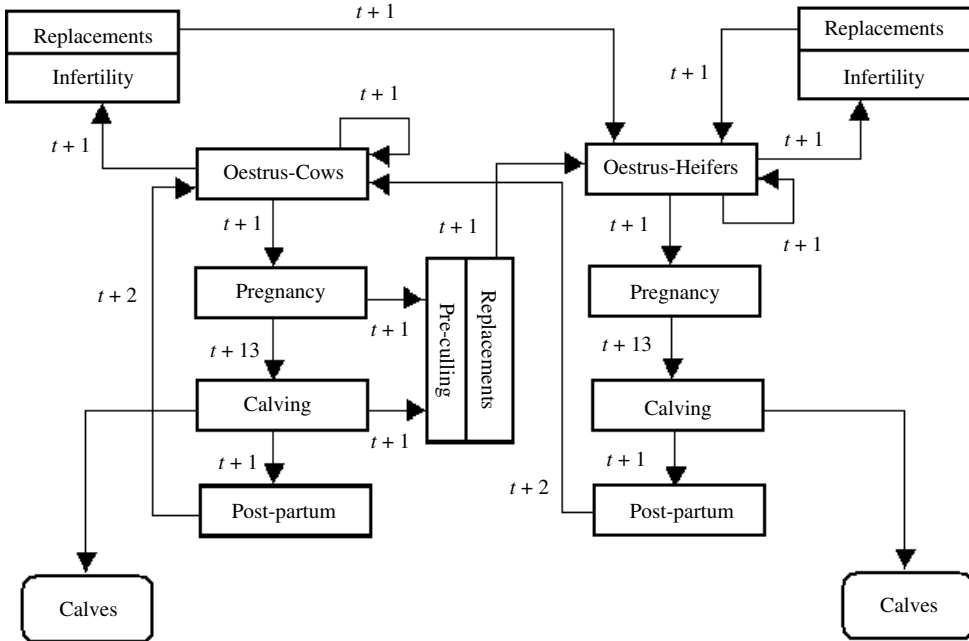 t + 1
Replacements
Infertility
Replacements
Infertility
t + 1
t + 1
t + 1
t + 1
Oestrus-Cows
Oestrus-Heifers
t + 1
t + 1
t + 1
t + 1
t + 2
Pregnancy
t + 1
Pre-culling
Replacements
Pregnancy
t + 13
t + 13
Calving
t + 1
Calving
t + 1
t + 1
t + 2
Post-partum
Post-partum
Calves
Calves